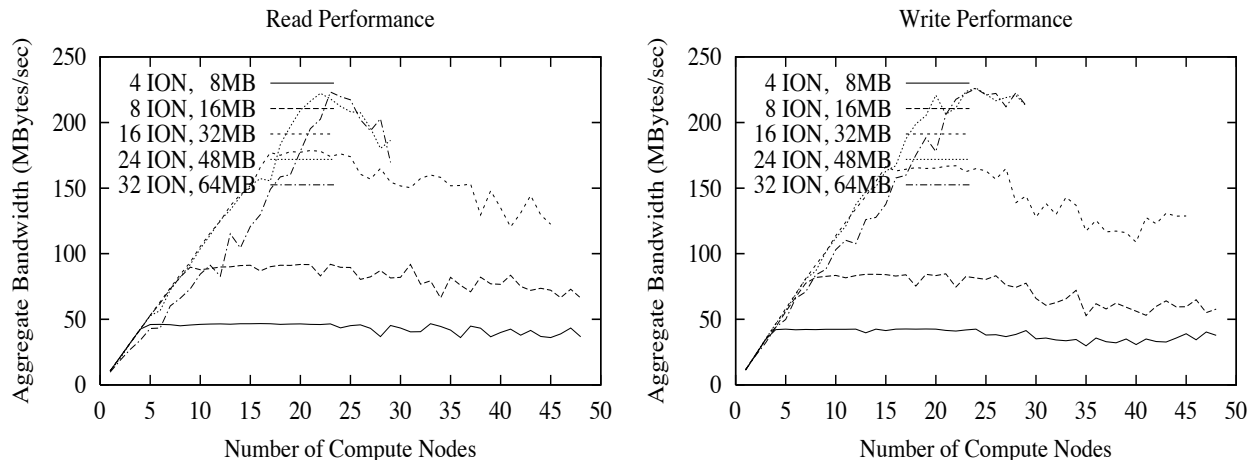 Read Performance
Aggregate Bandwidth (MBytes/sec)
250
200
150
100
50
0
4 ION, 8MB
8 ION, 16MB
16 ION, 32MB
24 ION, 48MB
32 ION, 64MB
0 5 10 15 20 25 30 35 40 45 50
Number of Compute Nodes
Write Performance
Aggregate Bandwidth (MBytes/sec)
250
200
150
100
50
0
4 ION, 8MB
8 ION, 16MB
16 ION, 32MB
24 ION, 48MB
32 ION, 64MB
0 5 10 15 20 25 30 35 40 45 50
Number of Compute Nodes